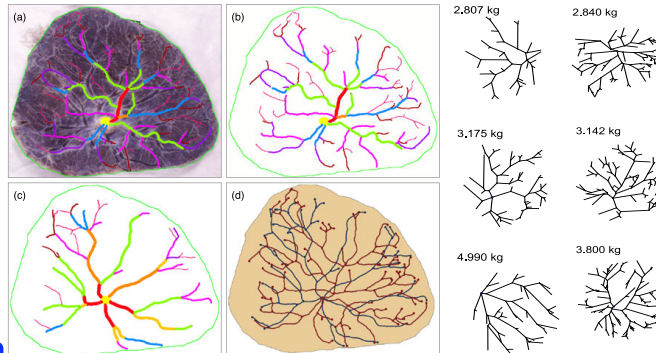 (a)
(b)
2.807 kg
2.840 kg
3.175 kg
3.142 kg
(c)
(d)
4.990 kg
3.800 kg